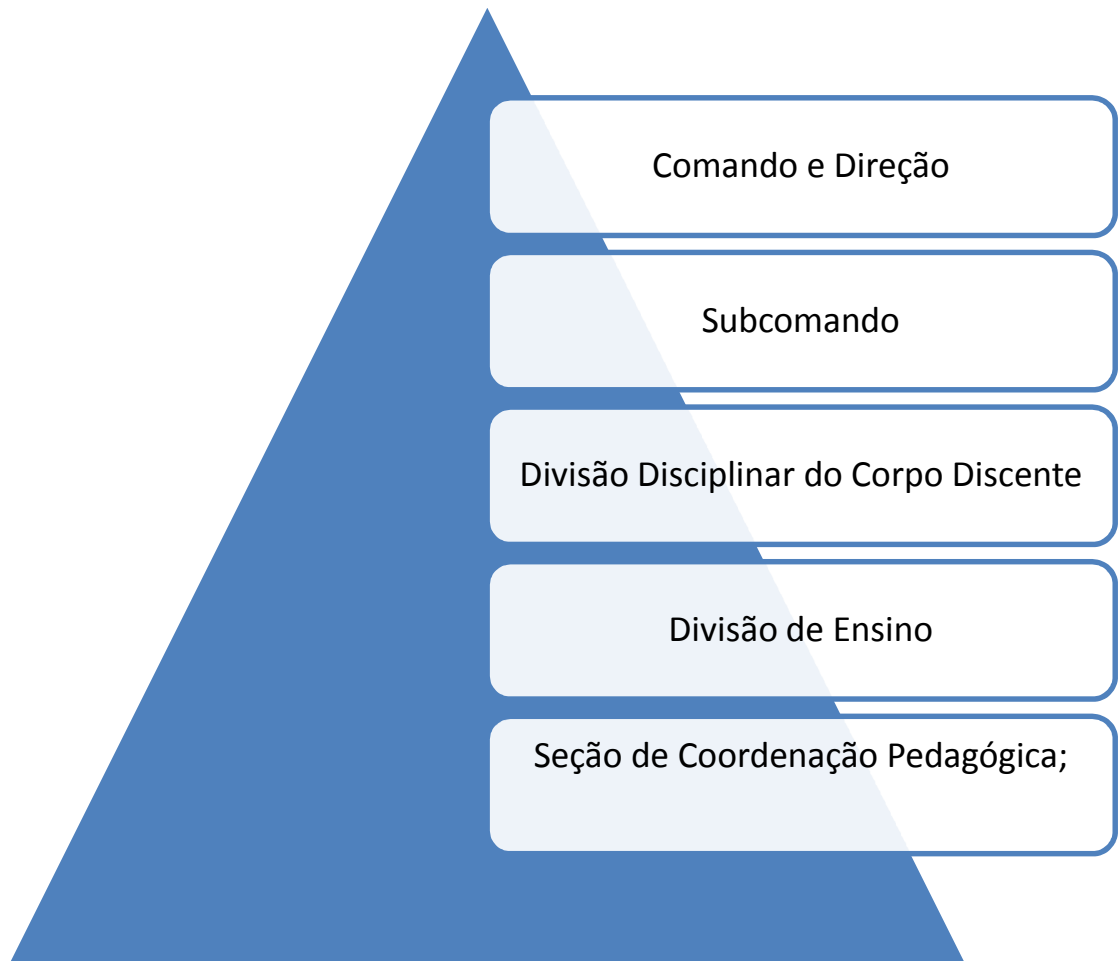 Comando e Direção
Subcomando
Divisão Disciplinar do Corpo Discente
Divisão de Ensino
Seção de Coordenação Pedagógica;